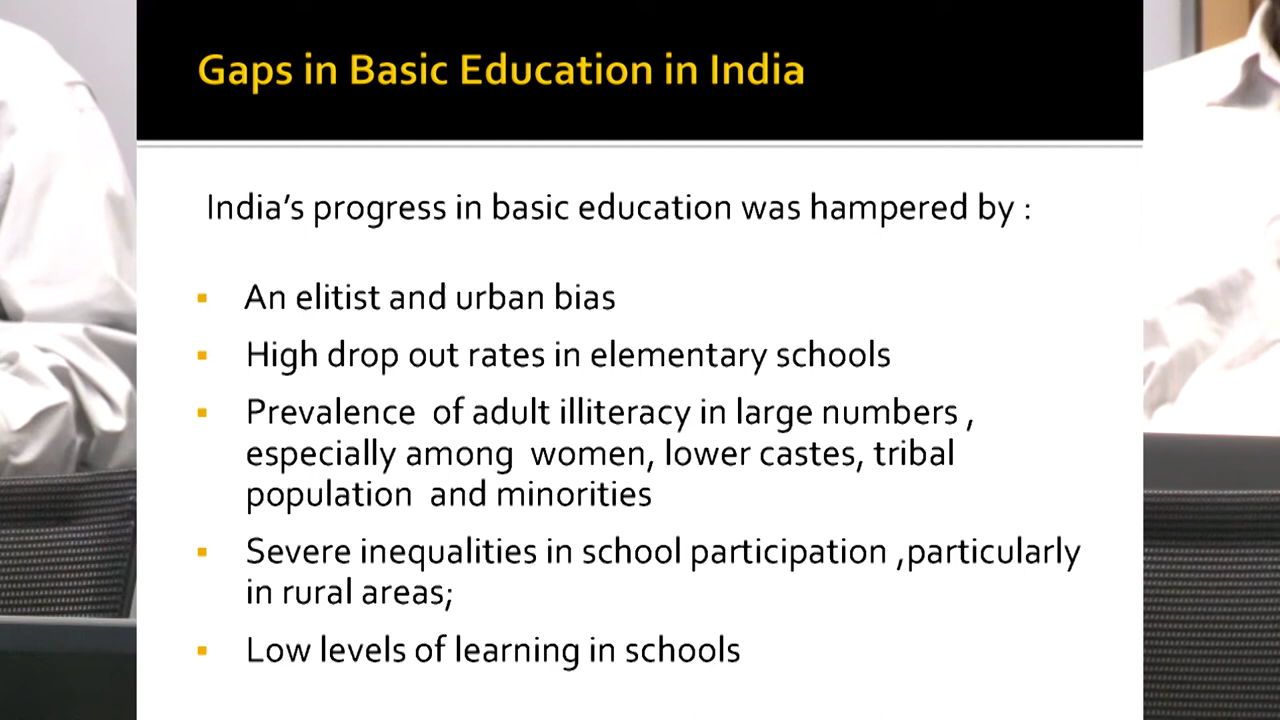 Gaps in Basic Education in India
India's progress in basic education was hampered by :
▪ An elitist and urban bias
▪ High drop out rates in elementary schools
▪ Prevalence of adult illiteracy in large numbers ,
especially among women, lower castes, tribal
population and minorities
▪ Severe inequalities in school participation ,particularly
in rural areas;
▪ Low levels of learning in schools